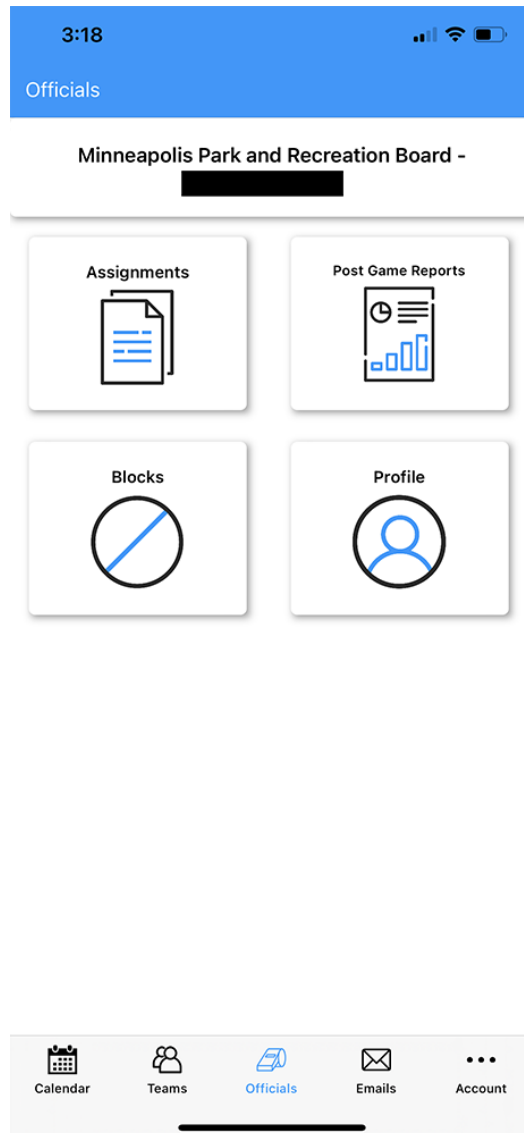 3:18
Officials
Minneapolis Park and Recreation Board -
Assignments
Post Game Reports
Blocks
Profile
Calendar
Teams
Officials
Emails
Account